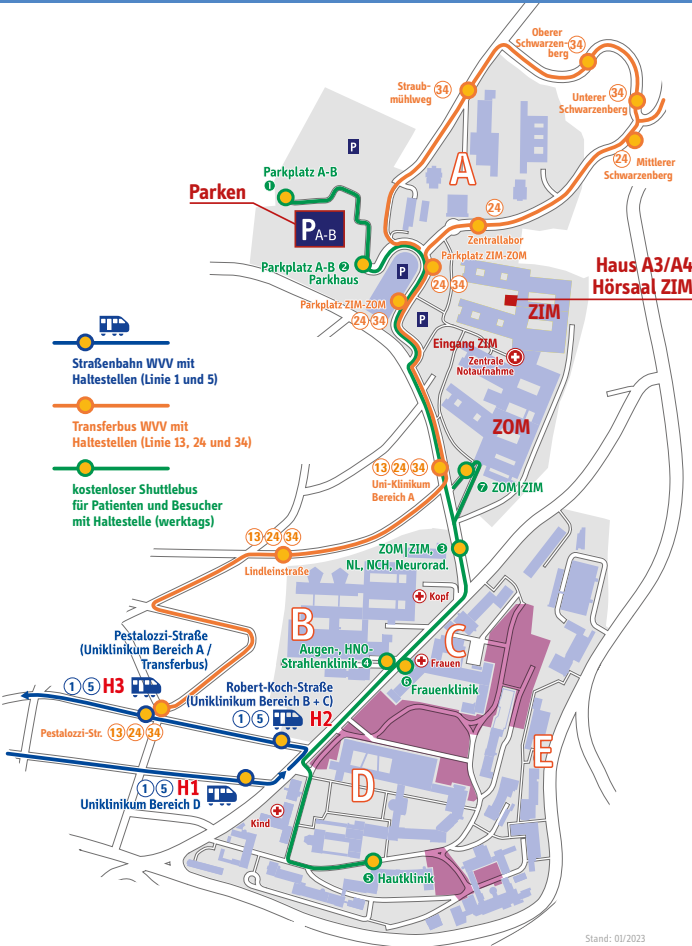 Oberer
Schwarzen-
berg
34
Straub-
mühlweg
34
Unterer
Schwarzenberg
34
24
Mittlerer
Schwarzenberg
P
A
Parkplatz A-B
1
Parken
P A-B
24
Zentrallabor
Parkplatz A-B 2
Parkhaus
P
Parkplatz ZIM-ZOM
24 34
Parkplatz ZIM-ZOM
24 34
P
Haus A3/A4
Hörsaal ZIM
ZIM
Eingang ZIM
Zentrale
Notaufnahme
ZOM
Straßenbahn WVV mit
Haltestellen (Linie 1 und 5)
Transferbus WVV mit
Haltestellen (Linie 13, 24 und 34)
kostenloser Shuttlebus
für Patienten und Besucher
mit Haltestelle (werktags)
13 24 34
Uni-Klinikum
Bereich A
7 ZOM|ZIM
13 24 34
Lindleinstraße
ZOM|ZIM, 3
NL, NCH, Neurorad.
Kopf
B
C
Augen-, HNO-
Strahlenklinik 4
Frauen
6
Frauenklinik
Pestalozzi-Straße
(Uniklinikum Bereich A /
Transferbus)
1 5 H3
Pestalozzi-Str. 13 24 34
Robert-Koch-Straße
(Uniklinikum Bereich B + C)
1 5 H2
E
D
1 5 H1
Uniklinikum Bereich D
Kind
5 Hautklinik
Stand: 01/2023